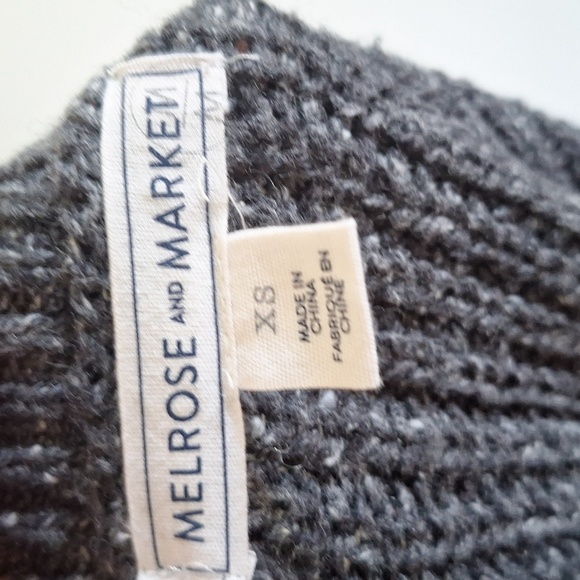 MELROSE AND MARKET
XS
MADE IN
CHINA
FABRIQUÉ EN
CHINE